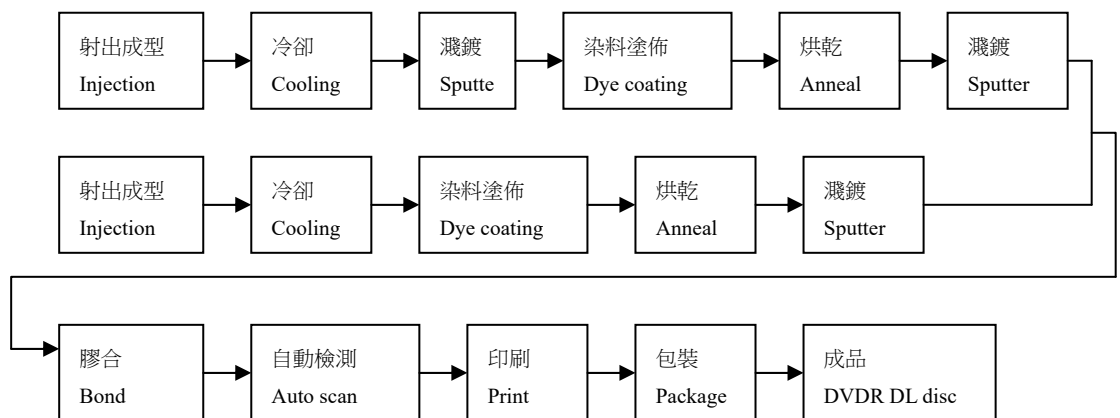 射出成型
Injection
冷卻
Cooling
濺鍍
Sputte
染料塗佈
Dye coating
烘乾
Anneal
濺鍍
Sputter
射出成型
Injection
冷卻
Cooling
染料塗佈
Dye coating
烘乾
Anneal
濺鍍
Sputter
膠合
Bond
自動檢測
Auto scan
印刷
Print
包裝
Package
成品
DVDR DL disc